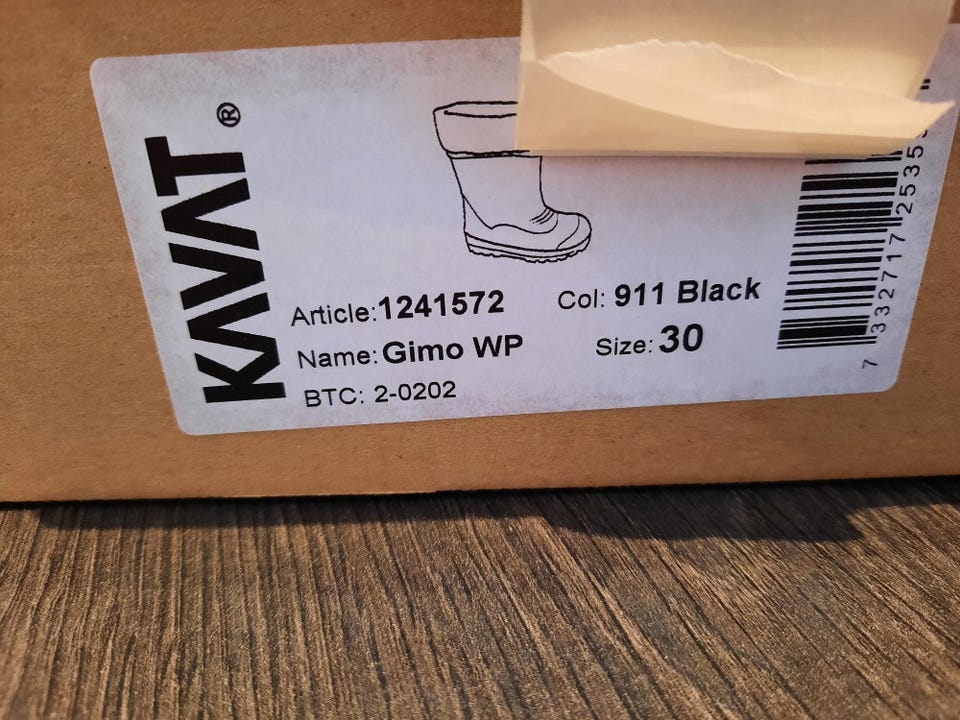 KAVAT®
Article:1241572
Col: 911 Black
Name: Gimo WP
Size: 30
BTC: 2-0202
7 332717 2535